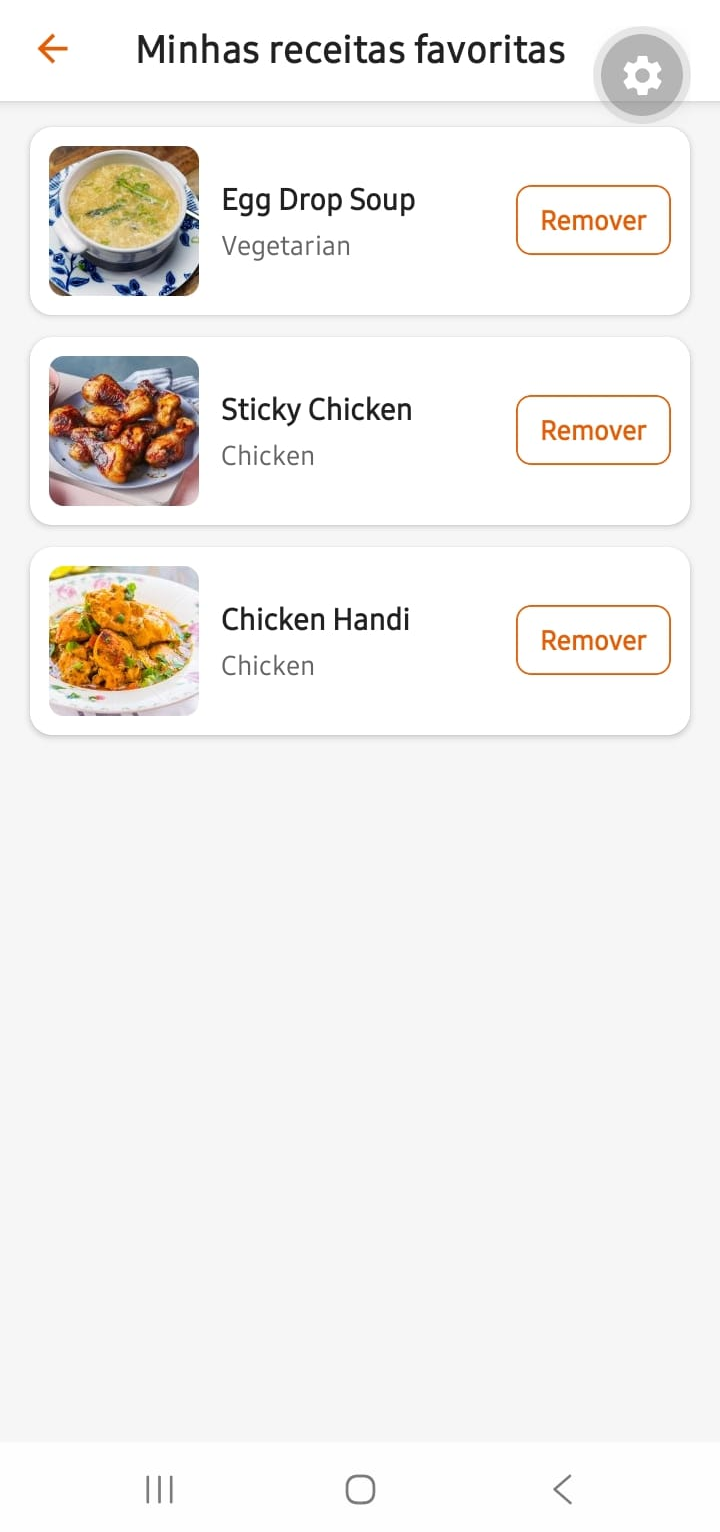 Minhas receitas favoritas
Egg Drop Soup
Vegetarian
Remover
Sticky Chicken
Chicken
Remover
Chicken Handi
Chicken
Remover